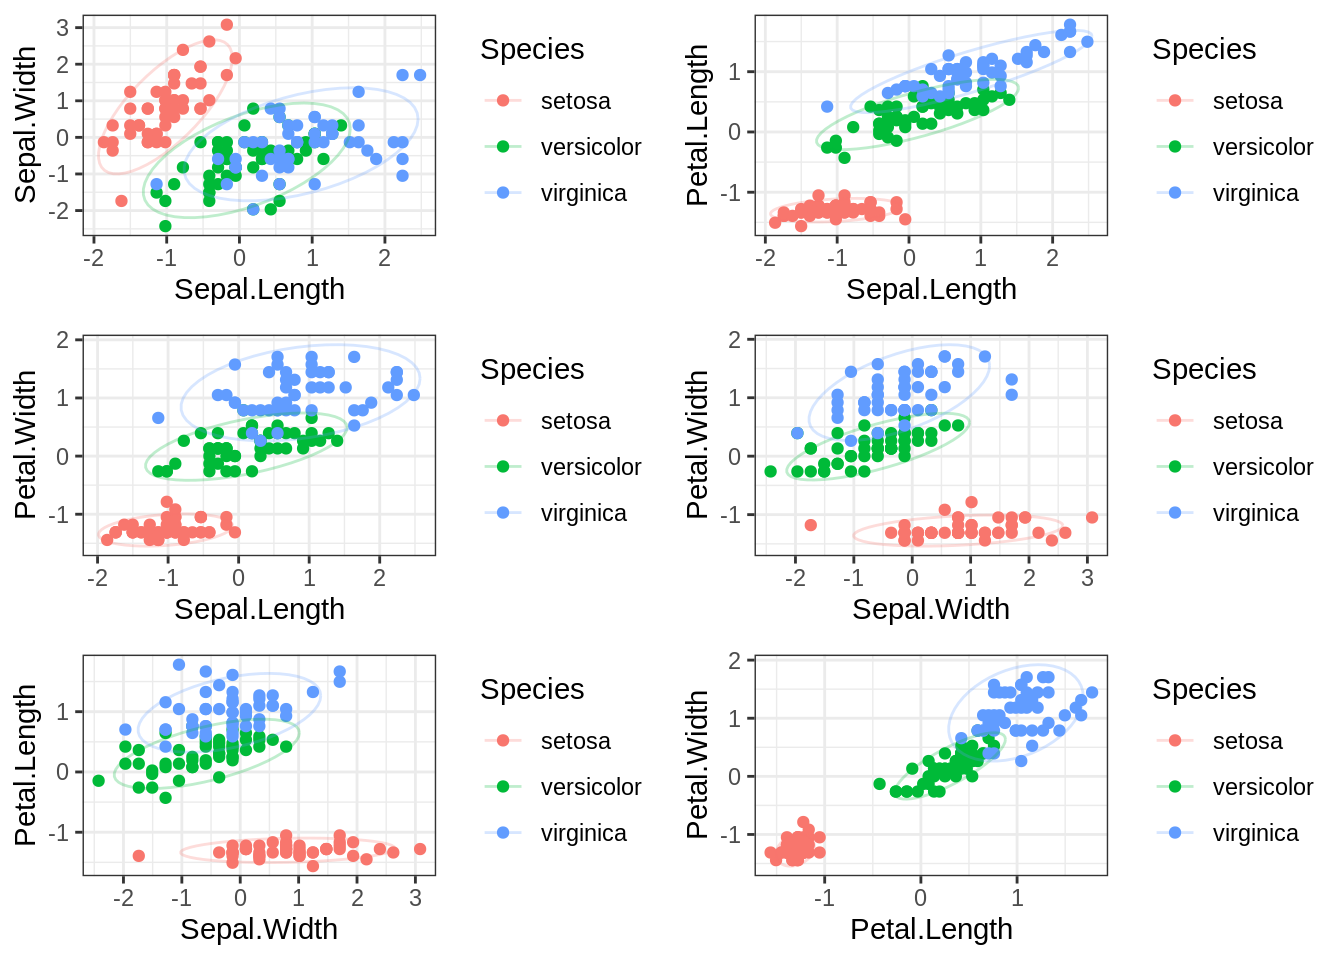 3
2
1
0
-1
-2
Sepal.Width
-2 -1 0 1 2
Sepal.Length
Species
setosa
versicolor
virginica
1
0
-1
Petal.Length
-2 -1 0 1 2
Sepal.Length
Species
setosa
versicolor
virginica
2
1
0
-1
Petal.Width
-2 -1 0 1 2
Sepal.Length
Species
setosa
versicolor
virginica
2
1
0
-1
Petal.Width
-2 -1 0 1 2 3
Sepal.Width
Species
setosa
versicolor
virginica
1
0
-1
Petal.Length
-2 -1 0 1 2 3
Sepal.Width
Species
setosa
versicolor
virginica
2
1
0
-1
Petal.Width
-1 0 1
Petal.Length
Species
setosa
versicolor
virginica